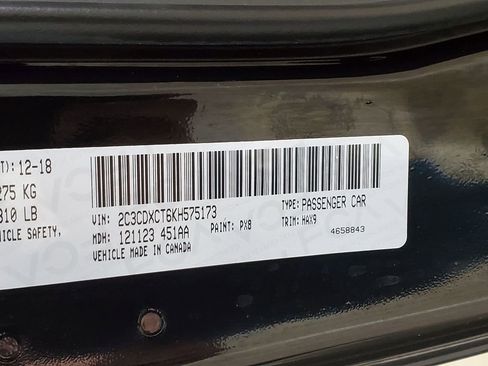 T): 12-18
275 KG
310 LB
HICLE SAFETY,
VIN: 2C3CDXCT6KH575173
TYPE: PASSENGER CAR
MDH: 121123 451AA
PAINT: PX8
TRIM: HAX9
VEHICLE MADE IN CANADA
4658843